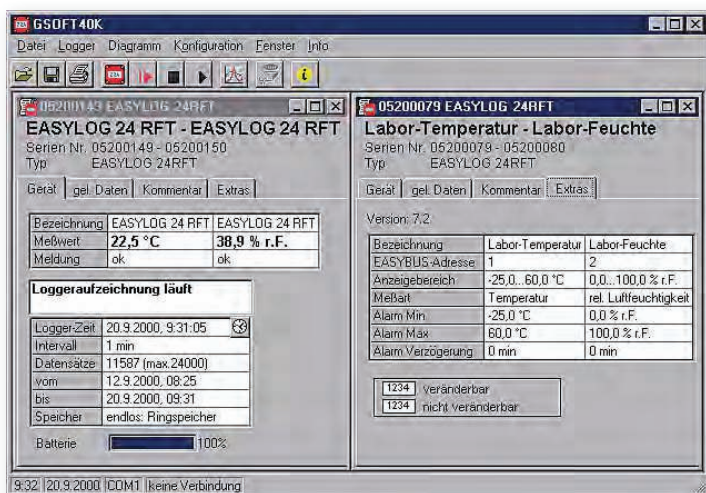 GSOFT40K
Datei Logger Diagramm Konfiguration Fenster Info
05200149 EASYLOG 24RFT
EASYLOG 24 RFT - EASYLOG 24 RFT
Serien Nr. 05200149 - 05200150
Typ EASYLOG 24RFT
Gerät gel. Daten Kommentar Extras
Bezeichnung EASYLOG 24 RFT EASYLOG 24 RFT
Meßwert 22,5 °C 38,9 % r.F.
Meldung ok ok
Loggeraufzeichnung läuft
Logger-Zeit 20.9.2000, 9:31:05
Intervall 1 min
Datensätze 11587 (max.24000)
vom 12.9.2000, 08:25
bis 20.09.2000, 09:31
Speicher endlos: Ringspeicher
Batterie 100%
05200079 EASYLOG 24RFT
Labor-Temperatur - Labor-Feuchte
Serien Nr. 05200079 - 05200080
Typ EASYLOG 24RFT
Gerät gel. Daten Kommentar Extras
Version: 7.2
Bezeichnung Labor-Temperatur Labor-Feuchte
EASYBUS-Adresse 1 2
Anzeigebereich -25,0...60,0 °C 0,0...100,0 % r.F.
Meßart Temperatur rel. Luftfeuchtigkeit
Alarm Min -25,0 °C 0,0 % r.F.
Alarm Max 60,0 °C 100,0 % r.F.
Alarm Verzögerung 0 min 0 min
1234 veränderbar
1234 nicht veränderbar
9:32 20.9.2000 COM1 keine Verbindung